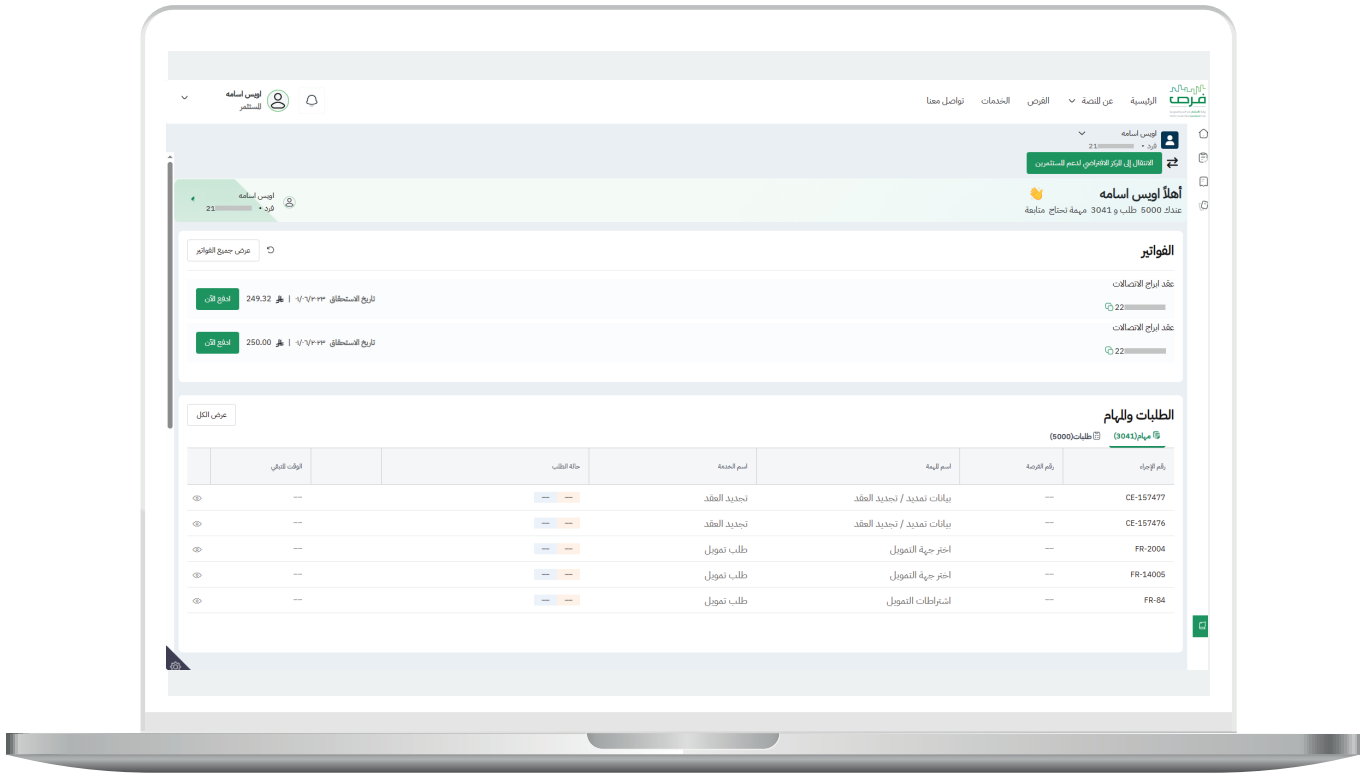 فرص
الرئيسية
عن المنصة
الفرص
الخدمات
تواصل معنا
اويس اسامه
المستثمر
اويس اسامه
فرد • 21
الانتقال إلى المركز الافتراضي لدعم المستثمرين
أهلاً اويس اسامه 👋
عندك 5000 طلب و 3041 مهمة تحتاج متابعة
اويس اسامه
فرد • 21
الفواتير
عرض جميع الفواتير
عقد ابراج الاتصالات
22
تاريخ الاستحقاق
| 249.32
ادفع الآن
عقد ابراج الاتصالات
22
تاريخ الاستحقاق
| 250.00
ادفع الآن
الطلبات والمهام
عرض الكل
مهام(3041) طلبات(5000)
رقم الإجراء رقم الفرصة اسم المهمة اسم الخدمة حالة الطلب الوقت المتبقي
CE-157477 -- بيانات تمديد / تجديد العقد تجديد العقد -- -- --
CE-157476 -- بيانات تمديد / تجديد العقد تجديد العقد -- -- --
FR-2004 -- اختر جهة التمويل طلب تمويل -- -- --
FR-14005 -- اختر جهة التمويل طلب تمويل -- -- --
FR-84 -- اشتراطات التمويل طلب تمويل -- -- --